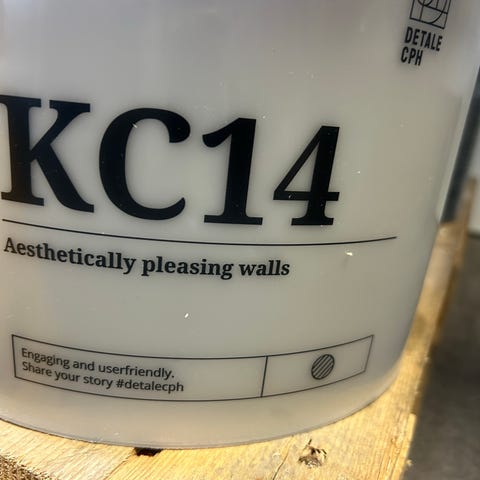 DETALE
CPH
KC14
Aesthetically pleasing walls
Engaging and userfriendly.
Share your story #detalecph